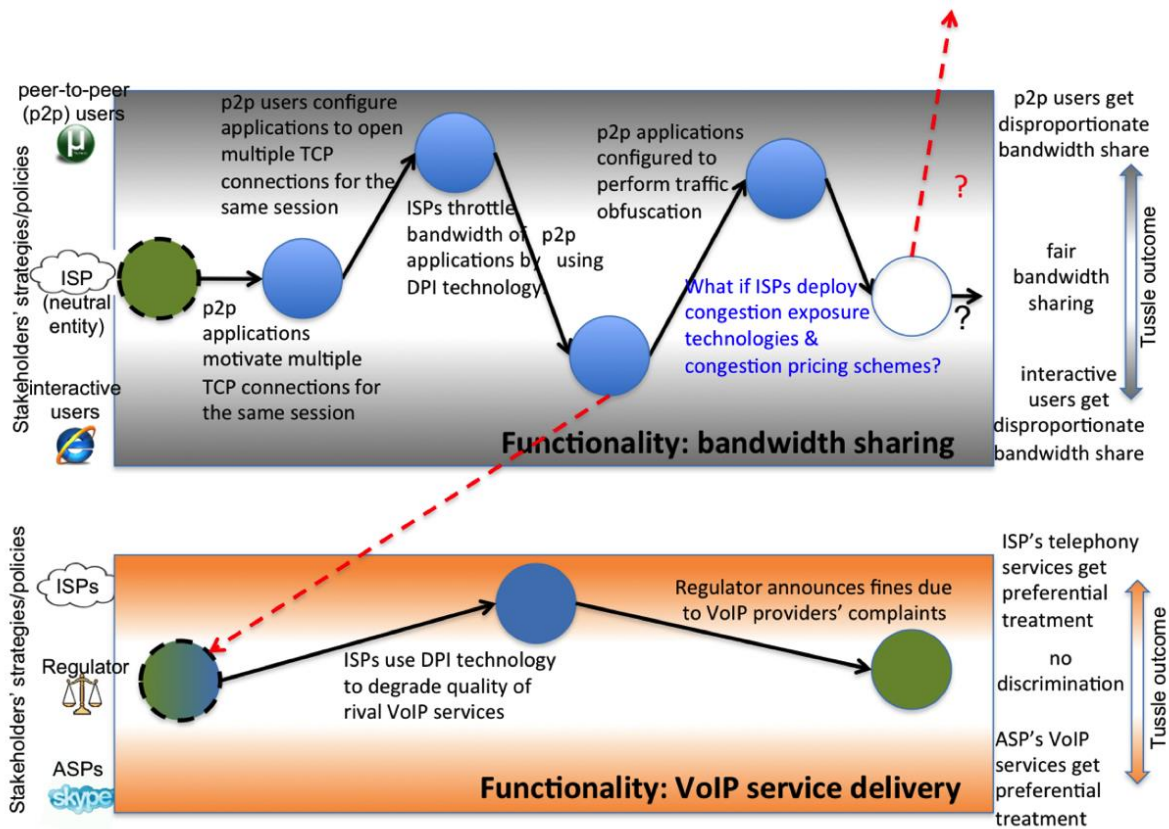 peer-to-peer
(p2p) users
µ
ISP
(neutral
entity)
interactive
users
Stakeholders' strategies/policies
p2p users configure
applications to open
multiple TCP
connections for the
same session
p2p
applications
motivate multiple
TCP connections for
the same session
ISPs throttle
bandwidth of p2p
applications by using
DPI technology
p2p applications
configured to
perform traffic
obfuscation
What if ISPs deploy
congestion exposure
technologies &
congestion pricing schemes?
?
?
Functionality: bandwidth sharing
p2p users get
disproportionate
bandwidth share
fair
bandwidth
sharing
interactive
users get
disproportionate
bandwidth share
Tussle outcome
Stakeholders' strategies/policies
ISPs
Regulator
ASPs
skype
ISPs use DPI technology
to degrade quality of
rival VoIP services
Regulator announces fines due
to VoIP providers' complaints
Functionality: VoIP service delivery
ISP's telephony
services get
preferential
treatment
no
discrimination
ASP's VoIP
services get
preferential
treatment
Tussle outcome